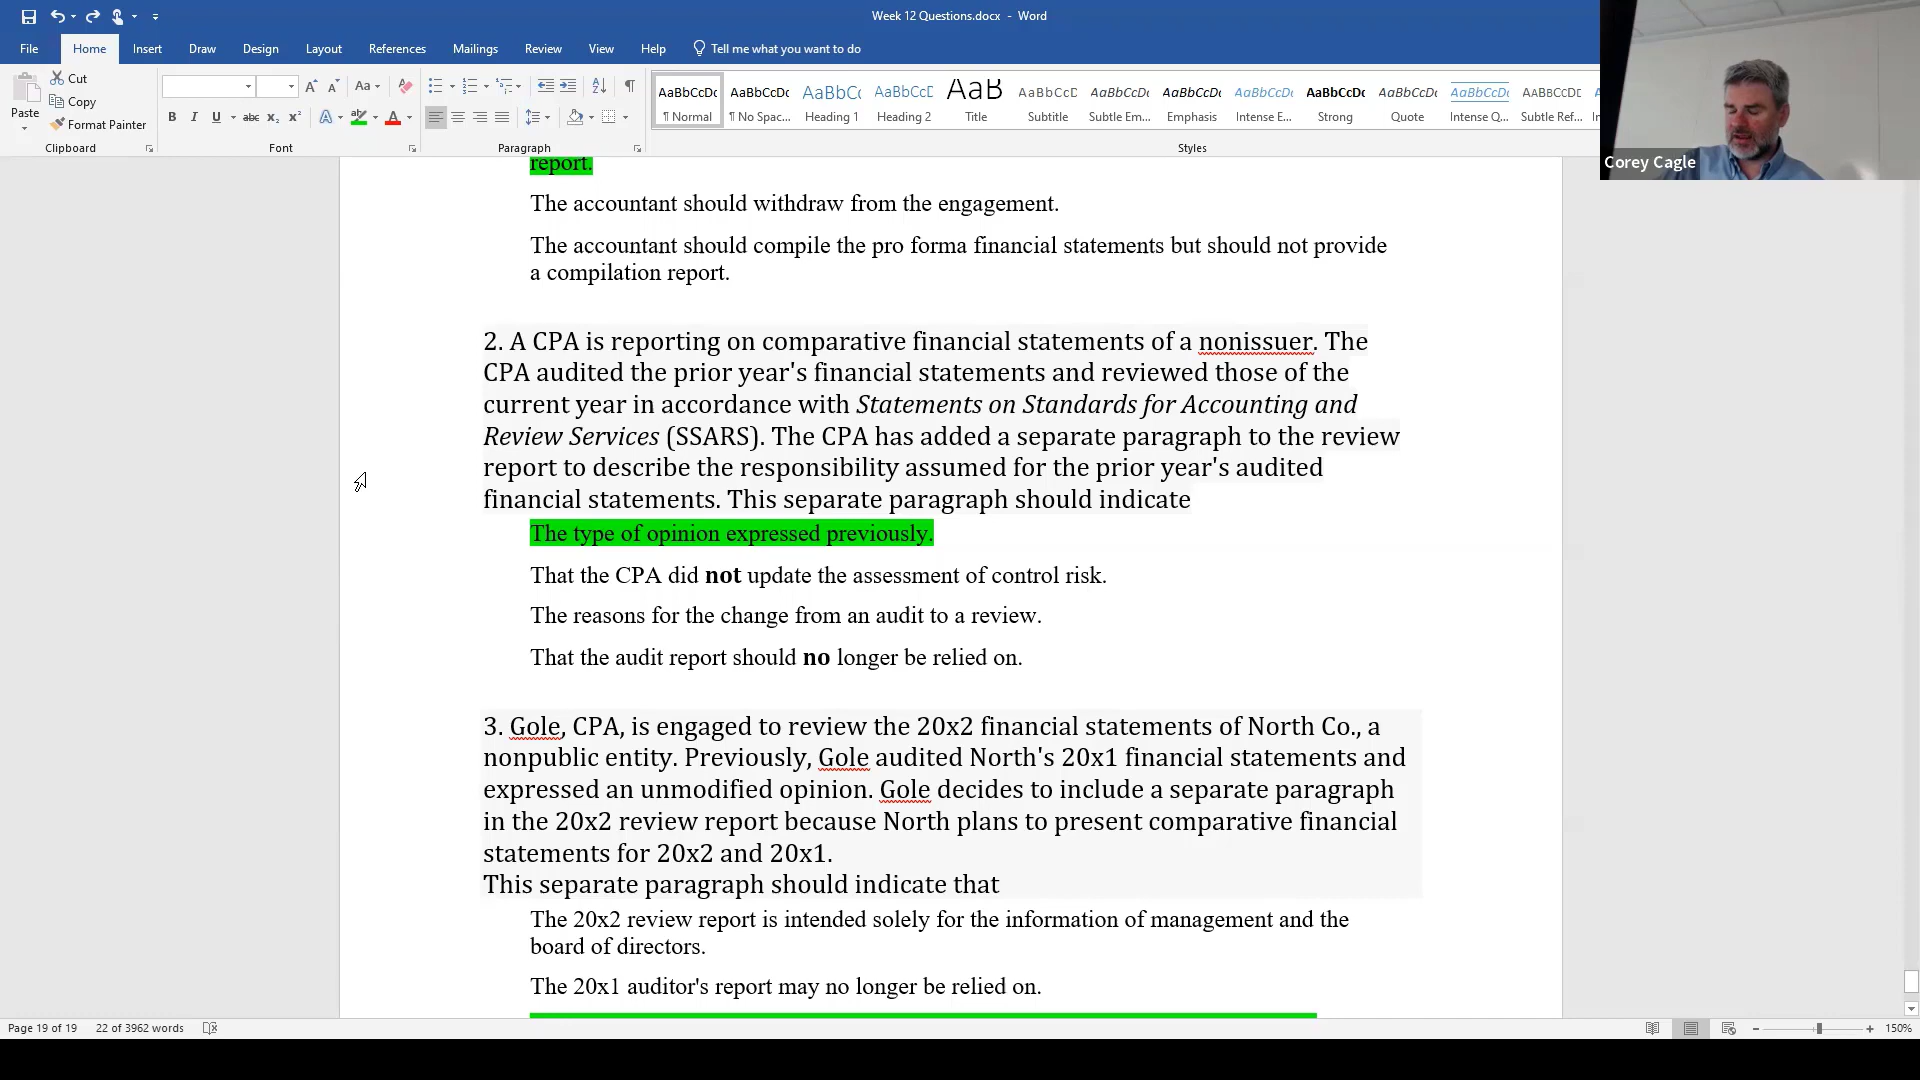 Week 12 Questions.docx - Word
File Home Insert Draw Design Layout References Mailings Review View Help Tell me what you want to do
Cut
Copy
Format Painter
Paste
Clipboard Font Paragraph Styles
AaBbCcDc AaBbCcDc AaBbCc AaBbCcE AaB AaBbCcD AaBbCcDt AaBbCcDt AaBbCcDt AaBbCcDc AaBbCcDt AaBbCcDt AABBCCDE
¶ Normal ¶ No Spac... Heading 1 Heading 2 Title Subtitle Subtle Em... Emphasis Intense E... Strong Quote Intense Q... Subtle Ref...
Corey Cagle
report.
The accountant should withdraw from the engagement.
The accountant should compile the pro forma financial statements but should not provide
a compilation report.
2. A CPA is reporting on comparative financial statements of a nonissuer. The
CPA audited the prior year's financial statements and reviewed those of the
current year in accordance with Statements on Standards for Accounting and
Review Services (SSARS). The CPA has added a separate paragraph to the review
report to describe the responsibility assumed for the prior year's audited
financial statements. This separate paragraph should indicate
The type of opinion expressed previously.
That the CPA did not update the assessment of control risk.
The reasons for the change from an audit to a review.
That the audit report should no longer be relied on.
3. Gole, CPA, is engaged to review the 20x2 financial statements of North Co., a
nonpublic entity. Previously, Gole audited North's 20x1 financial statements and
expressed an unmodified opinion. Gole decides to include a separate paragraph
in the 20x2 review report because North plans to present comparative financial
statements for 20x2 and 20x1.
This separate paragraph should indicate that
The 20x2 review report is intended solely for the information of management and the
board of directors.
The 20x1 auditor's report may no longer be relied on.
Page 19 of 19 22 of 3962 words 150%